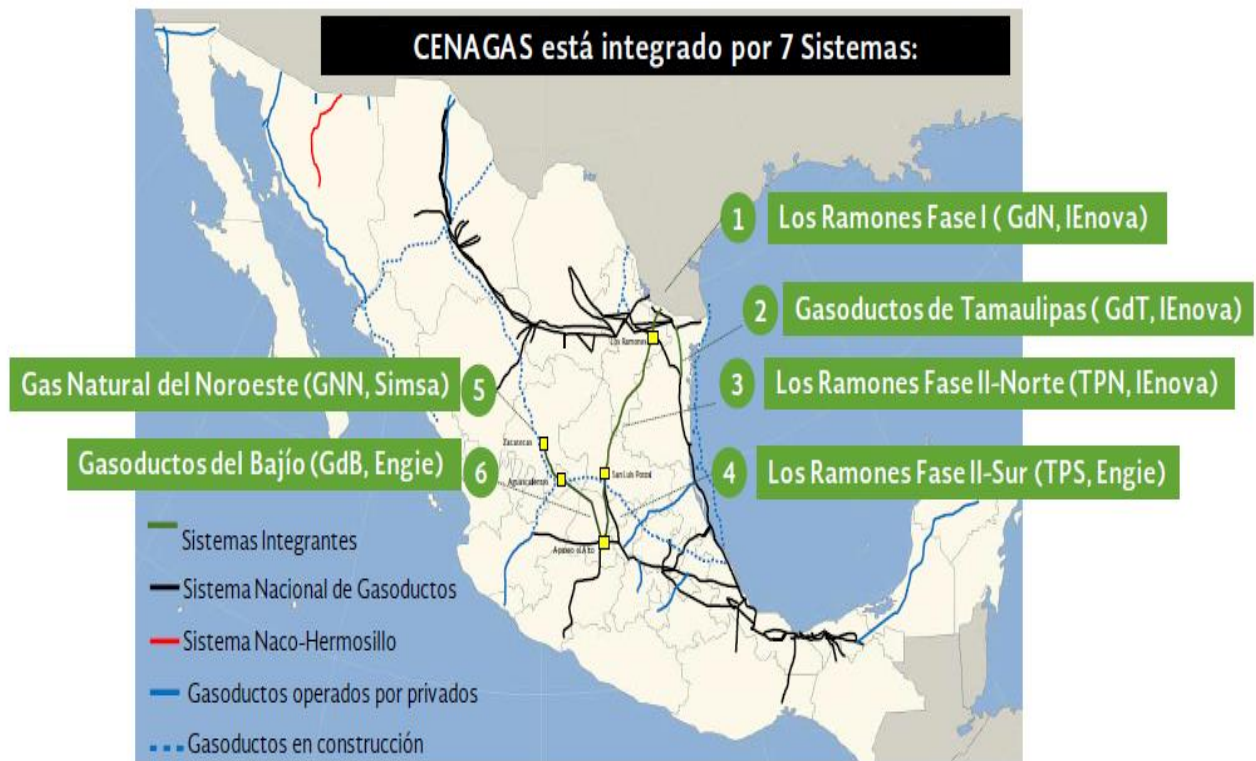 CENAGAS está integrado por 7 Sistemas:
1 Los Ramones Fase I ( GdN, IEnova)
2 Gasoductos de Tamaulipas ( GdT, IEnova)
Los Ramones
Gas Natural del Noroeste (GNN, Simsa) 5
3 Los Ramones Fase II-Norte (TPN, IEnova)
Zacatecas
Gasoductos del Bajío (GdB, Engie) 6
Aguascalientes
San Luis Potosí
4 Los Ramones Fase II-Sur (TPS, Engie)
Apaseo el Alto
Sistemas Integrantes
Sistema Nacional de Gasoductos
Sistema Naco-Hermosillo
Gasoductos operados por privados
Gasoductos en construcción